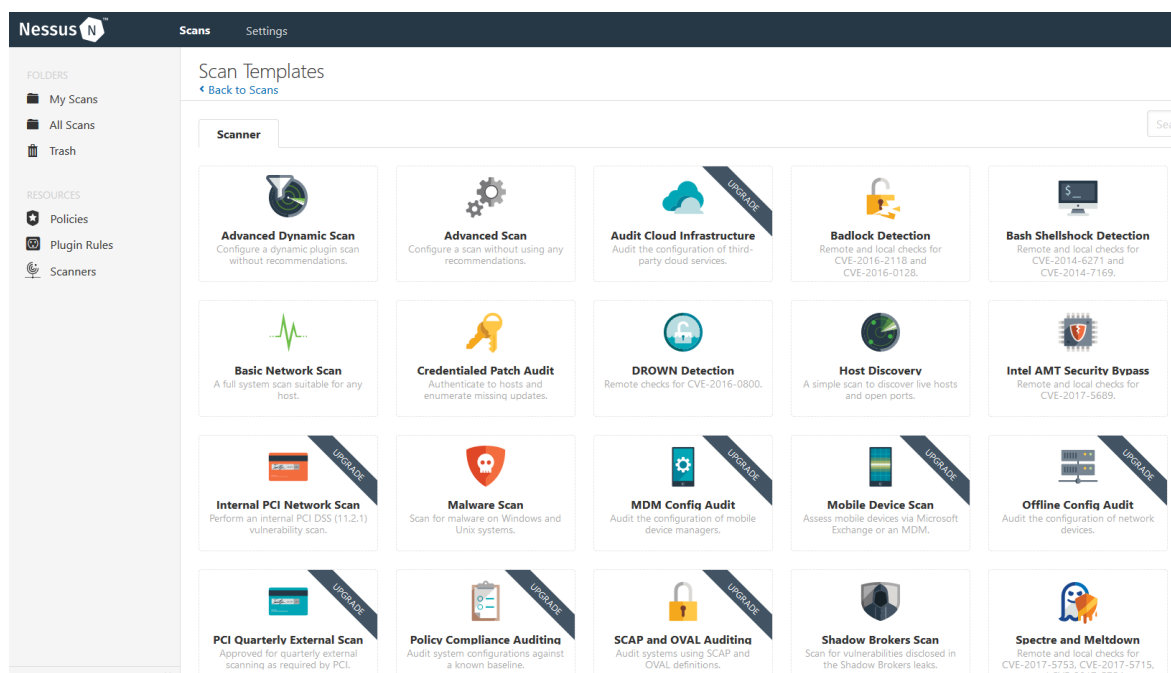 Nessus N ™
Scans Settings
FOLDERS
My Scans
All Scans
Trash
RESOURCES
Policies
Plugin Rules
Scanners
Scan Templates
Back to Scans
Scanner
Advanced Dynamic Scan
Configure a dynamic plugin scan
without recommendations.
Advanced Scan
Configure a scan without using any
recommendations.
UPGRADE
Audit Cloud Infrastructure
Audit the configuration of third-
party cloud services.
Badlock Detection
Remote and local checks for
CVE-2016-2118 and
CVE-2016-0128.
$_
Bash Shellshock Detection
Remote and local checks for
CVE-2014-6271 and
CVE-2014-7169.
Basic Network Scan
A full system scan suitable for any
host.
Credentialed Patch Audit
Authenticate to hosts and
enumerate missing updates.
DROWN Detection
Remote checks for CVE-2016-0800.
Host Discovery
A simple scan to discover live hosts
and open ports.
Intel AMT Security Bypass
Remote and local checks for
CVE-2017-5689.
UPGRADE
Internal PCI Network Scan
Perform an internal PCI DSS (11.2.1)
vulnerability scan.
Malware Scan
Scan for malware on Windows and
Unix systems.
UPGRADE
MDM Config Audit
Audit the configuration of mobile
device managers.
UPGRADE
Mobile Device Scan
Assess mobile devices via Microsoft
Exchange or an MDM.
UPGRADE
Offline Config Audit
Audit the configuration of network
devices.
UPGRADE
PCI Quarterly External Scan
Approved for quarterly external
scanning as required by PCI.
UPGRADE
Policy Compliance Auditing
Audit system configurations against
a known baseline.
UPGRADE
SCAP and OVAL Auditing
Audit systems using SCAP and
OVAL definitions.
Shadow Brokers Scan
Scan for vulnerabilities disclosed in
the Shadow Brokers leaks.
Spectre and Meltdown
Remote and local checks for
CVE-2017-5753, CVE-2017-5715,